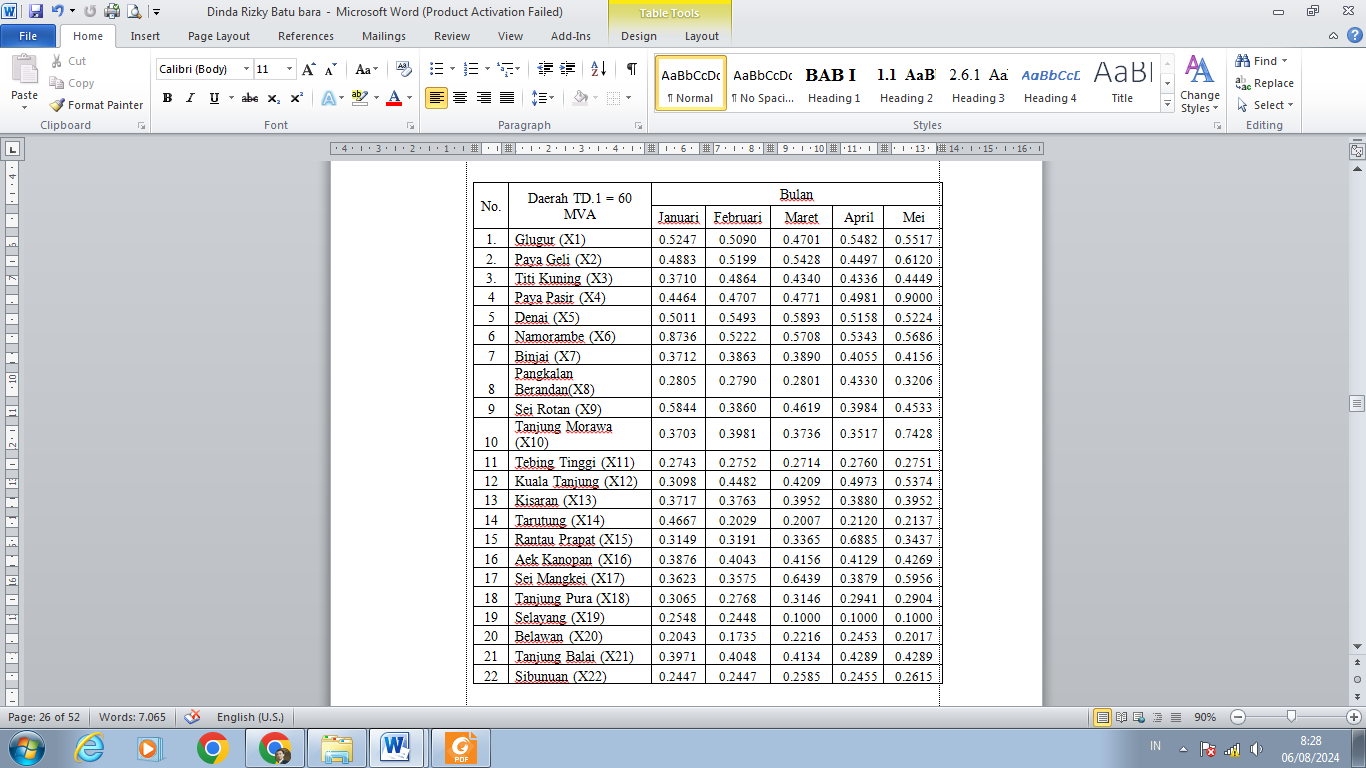 Dinda Rizky Batu bara - Microsoft Word (Product Activation Failed)
Table Tools
File Home Insert Page Layout References Mailings Review View Add-Ins Design Layout
Paste
Cut
Copy
Format Painter
Clipboard
Calibri (Body) 11
Font
Paragraph
AaBbCcDc AaBbCcDc BAB I 1.1 AaB 2.6.1 Aa AaBbCcD AaBl
¶ Normal ¶ No Spaci... Heading 1 Heading 2 Heading 3 Heading 4 Title
Styles
Change Styles
Find
Replace
Select
Editing
No. Daerah TD.1 = 60 MVA Bulan
Januari Februari Maret April Mei
1. Glugur (X1) 0.5247 0.5090 0.4701 0.5482 0.5517
2. Paya Geli (X2) 0.4883 0.5199 0.5428 0.4497 0.6120
3. Titi Kuning (X3) 0.3710 0.4864 0.4340 0.4336 0.4449
4 Paya Pasir (X4) 0.4464 0.4707 0.4771 0.4981 0.9000
5 Denai (X5) 0.5011 0.5493 0.5893 0.5158 0.5224
6 Namorambe (X6) 0.8736 0.5222 0.5708 0.5343 0.5686
7 Binjai (X7) 0.3712 0.3863 0.3890 0.4055 0.4156
8 Pangkalan Berandan(X8) 0.2805 0.2790 0.2801 0.4330 0.3206
9 Sei Rotan (X9) 0.5844 0.3860 0.4619 0.3984 0.4533
10 Tanjung Morawa (X10) 0.3703 0.3981 0.3736 0.3517 0.7428
11 Tebing Tinggi (X11) 0.2743 0.2752 0.2714 0.2760 0.2751
12 Kuala Tanjung (X12) 0.3098 0.4482 0.4209 0.4973 0.5374
13 Kisaran (X13) 0.3717 0.3763 0.3952 0.3880 0.3952
14 Tarutung (X14) 0.4667 0.2029 0.2007 0.2120 0.2137
15 Rantau Prapat (X15) 0.3149 0.3191 0.3365 0.6885 0.3437
16 Aek Kanopan (X16) 0.3876 0.4043 0.4156 0.4129 0.4269
17 Sei Mangkei (X17) 0.3623 0.3575 0.6439 0.3879 0.5956
18 Tanjung Pura (X18) 0.3065 0.2768 0.3146 0.2941 0.2904
19 Selayang (X19) 0.2548 0.2448 0.1000 0.1000 0.1000
20 Belawan (X20) 0.2043 0.1735 0.2216 0.2453 0.2017
21 Tanjung Balai (X21) 0.3971 0.4048 0.4134 0.4289 0.4289
22 Sibunuan (X22) 0.2447 0.2447 0.2585 0.2455 0.2615
Page: 26 of 52 Words: 7.065 English (U.S.) 90%
IN 8:28
06/08/2024